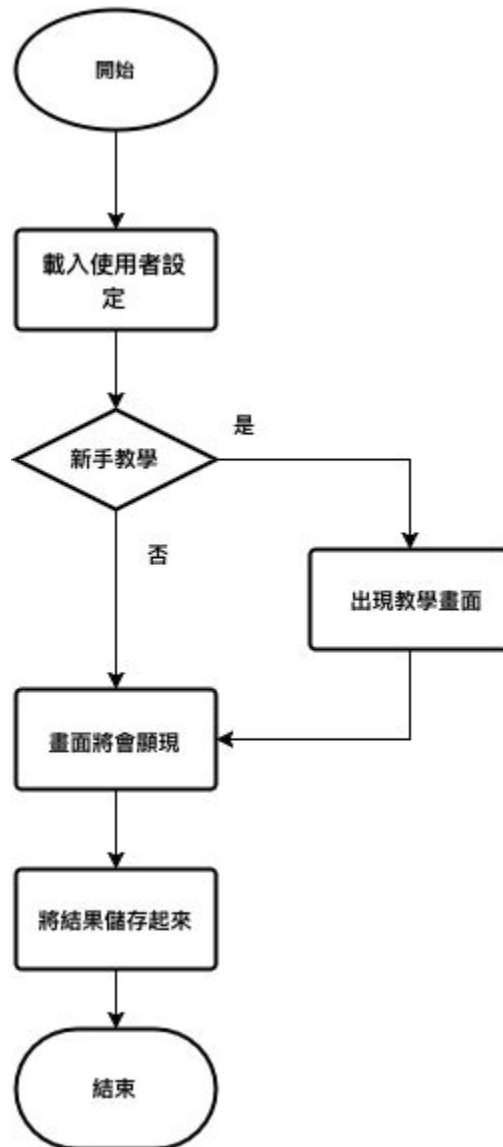 開始
載入使用者設
定
新手教學
是
否
出現教學畫面
畫面將會顯現
將結果儲存起來
結束